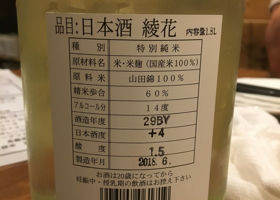 品目:日本酒 綾花 内容量1.8L
種別 特別純米
原材料名 米・米麹(国産米100%)
原料米 山田錦100%
精米歩合 60%
アルコール分 14度
酒造年度 29BY
日本酒度 +4
酸度 1.5
製造年月 2018.6.
お酒は20歳になってから
妊娠中・授乳期の飲酒はお控え下さい